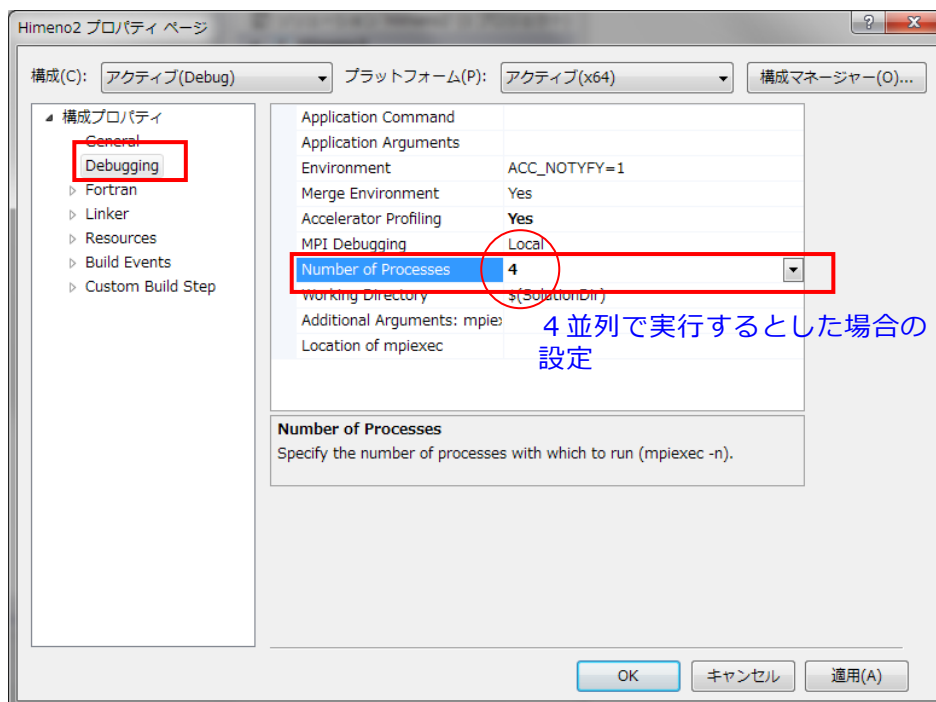 Himeno2 プロパティ ページ
構成(C): アクティブ(Debug) プラットフォーム(P): アクティブ(x64) 構成マネージャー(O)...
構成プロパティ
General
Debugging
Fortran
Linker
Resources
Build Events
Custom Build Step
Application Command
Application Arguments
Environment ACC_NOTYFY=1
Merge Environment Yes
Accelerator Profiling Yes
MPI Debugging Local
Number of Processes 4
Working Directory $(SolutionDir)
Additional Arguments: mpiex
Location of mpiexec
4並列で実行するとした場合の
設定
Number of Processes
Specify the number of processes with which to run (mpiexec -n).
OK キャンセル 適用(A)